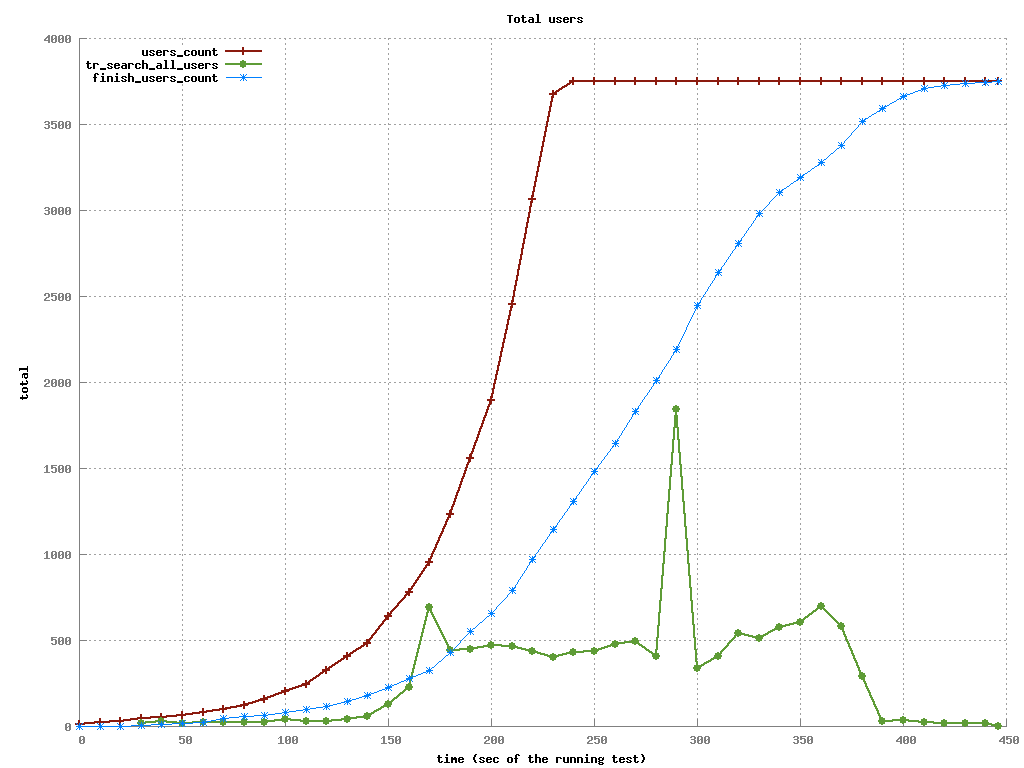 Total users
users_count
tr_search_all_users
finish_users_count
4000
3500
3000
2500
2000
1500
1000
500
0
total
0 50 100 150 200 250 300 350 400 450
time (sec of the running test)